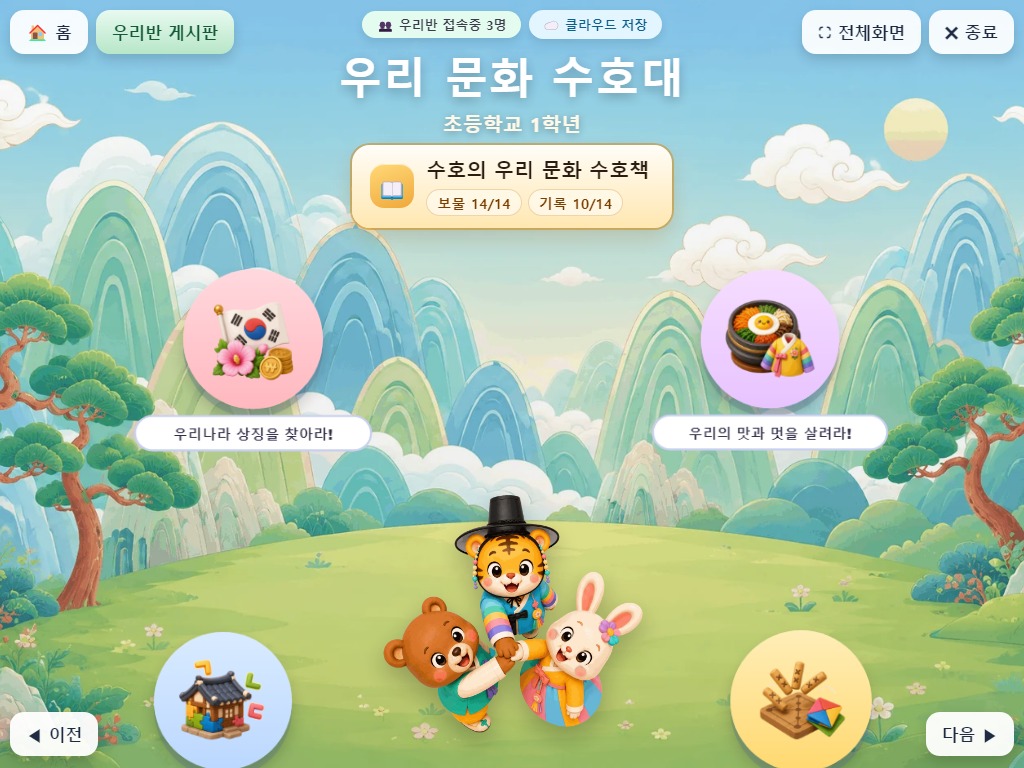 홈
우리반 게시판
우리반 접속중 3명
클라우드 저장
전체화면
종료
우리 문화 수호대
초등학교 1학년
수호의 우리 문화 수호책
보물 14/14
기록 10/14
우리나라 상징을 찾아라!
우리의 맛과 멋을 살려라!
이전
다음